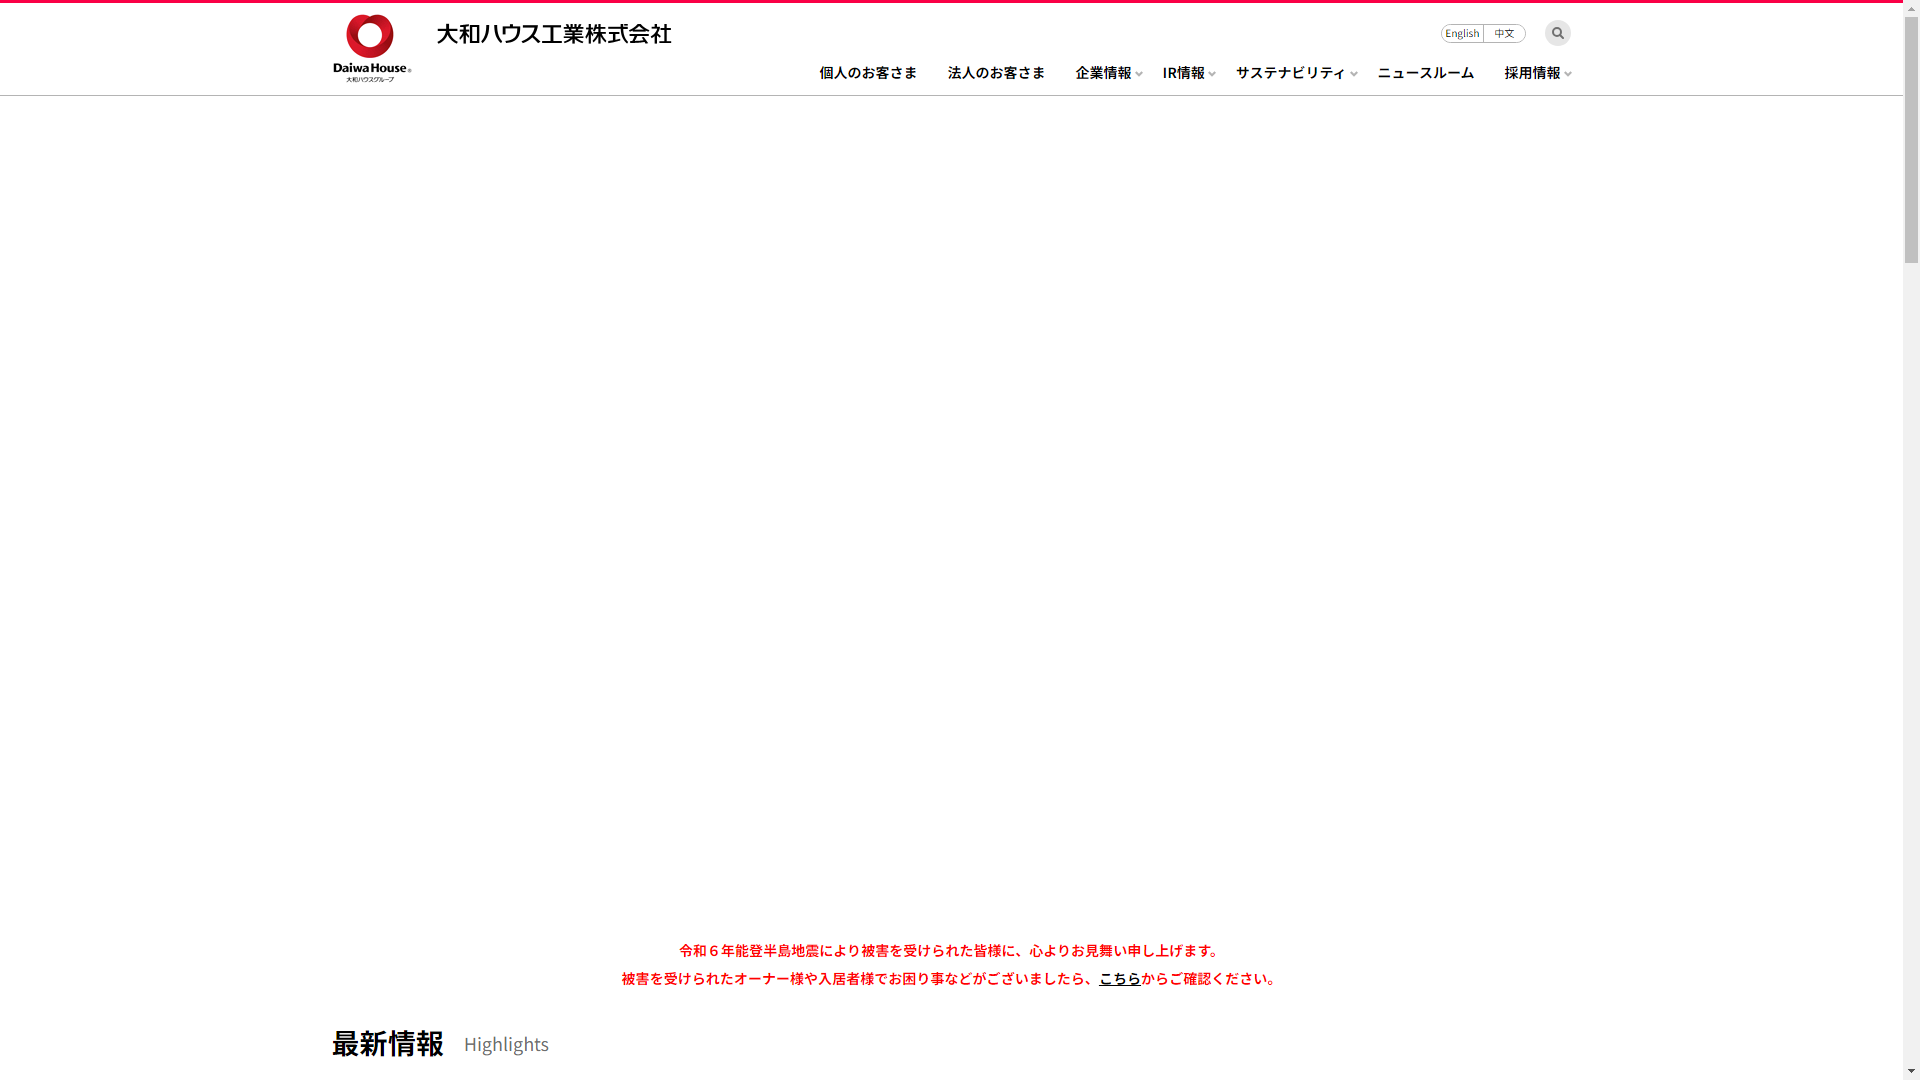 大和ハウス工業株式会社
English 中文
DaiwaHouse®
大和ハウスグループ
個人のお客さま 法人のお客さま 企業情報 IR情報 サステナビリティ ニュースルーム 採用情報
令和６年能登半島地震により被害を受けられた皆様に、心よりお見舞い申し上げます。
被害を受けられたオーナー様や入居者様でお困り事などがございましたら、こちらからご確認ください。
最新情報 Highlights